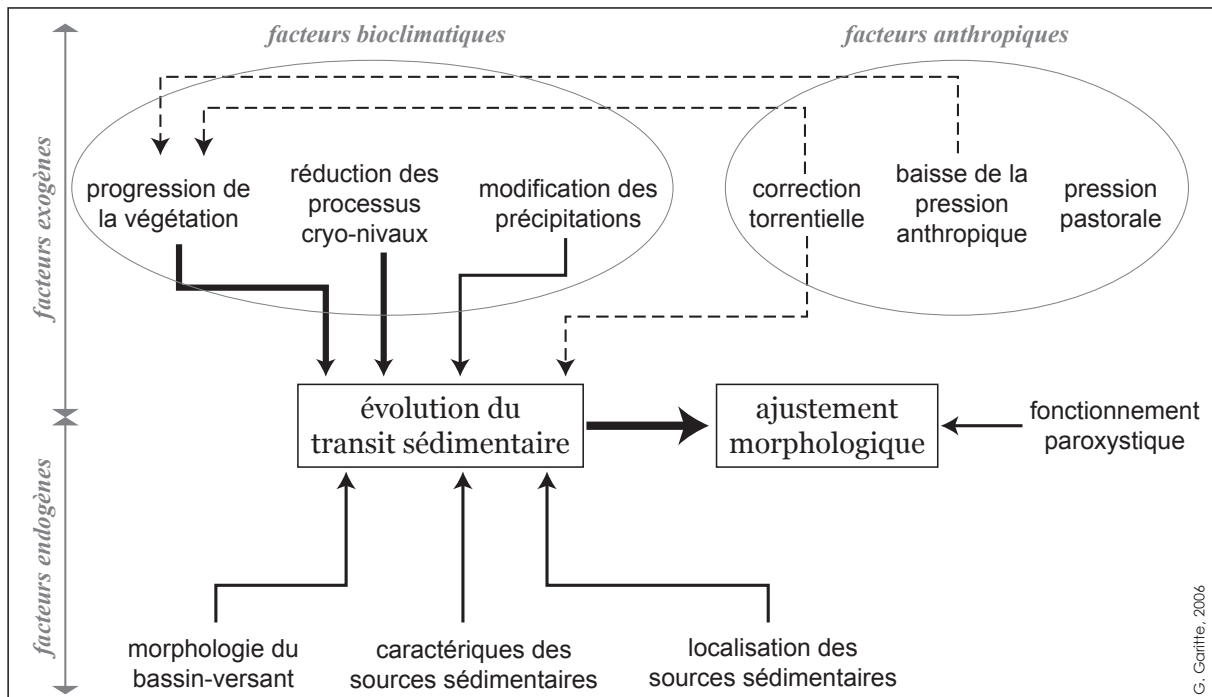 facteurs bioclimatiques
facteurs anthropiques
facteurs exogènes
progression de
la végétation
réduction des
processus
cryo-nivaux
modification des
précipitations
correction
torrentielle
baisse de la
pression
anthropique
pression
pastorale
évolution du
transit sédimentaire
ajustement
morphologique
fonctionnement
paroxystique
facteurs endogènes
morphologie du
bassin-versant
caractériques des
sources sédimentaires
localisation des
sources sédimentaires
G. Garitte, 2006